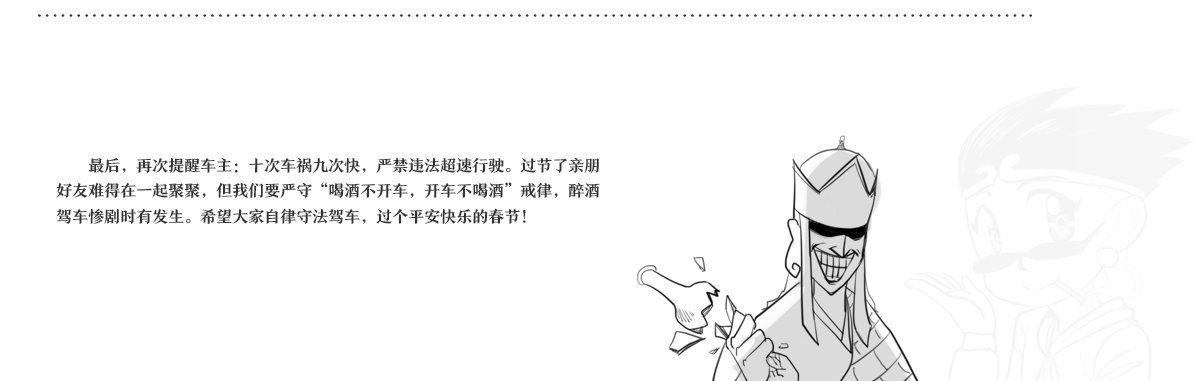 最后，再次提醒车主：十次车祸九次快，严禁违法超速行驶。过节了亲朋
好友难得在一起聚聚，但我们要严守“喝酒不开车，开车不喝酒”戒律，醉酒
驾车惨剧时有发生。希望大家自律守法驾车，过个平安快乐的春节！